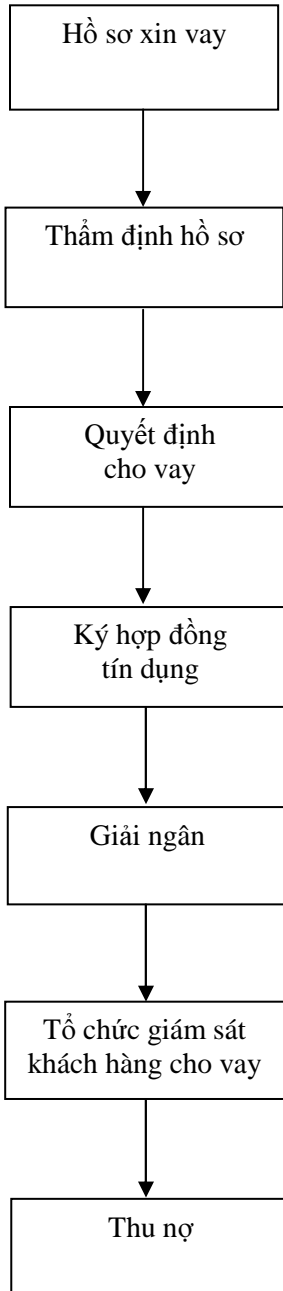 Hồ sơ xin vay
Thẩm định hồ sơ
Quyết định
cho vay
Ký hợp đồng
tín dụng
Giải ngân
Tổ chức giám sát
khách hàng cho vay
Thu nợ